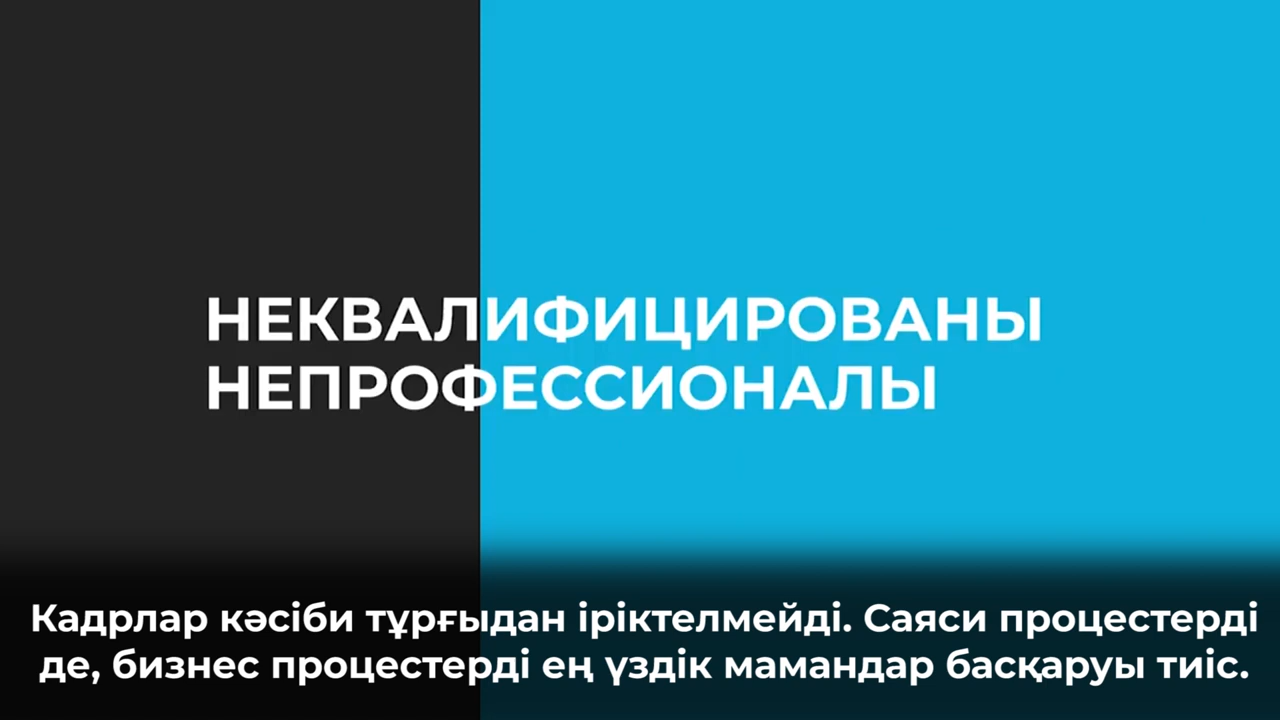 НЕКВАЛИФИЦИРОВАНЫ
НЕПРОФЕССИОНАЛЫ
Кадрлар кәсіби тұрғыдан іріктелмейді. Саяси процестерді
де, бизнес процестерді ең үздік мамандар басқаруы тиіс.